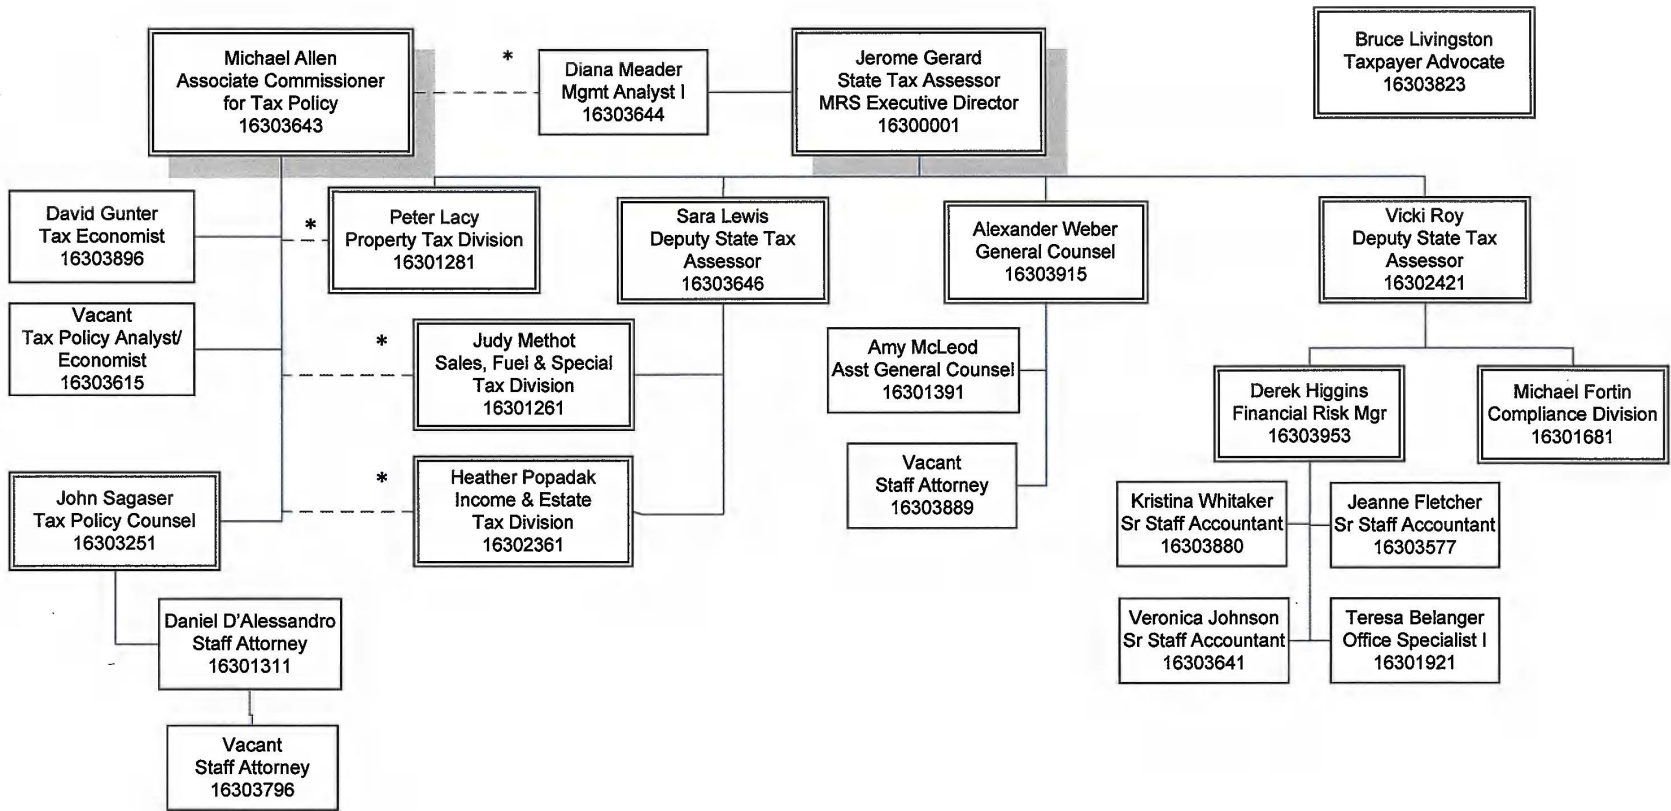 Michael Allen
Associate Commissioner
for Tax Policy
16303643
*
Diana Meader
Mgmt Analyst I
16303644
Jerome Gerard
State Tax Assessor
MRS Executive Director
16300001
Bruce Livingston
Taxpayer Advocate
16303823
David Gunter
Tax Economist
16303896
*
Peter Lacy
Property Tax Division
16301281
Sara Lewis
Deputy State Tax
Assessor
16303646
Alexander Weber
General Counsel
16303915
Vicki Roy
Deputy State Tax
Assessor
16302421
Vacant
Tax Policy Analyst/
Economist
16303615
*
Judy Methot
Sales, Fuel & Special
Tax Division
16301261
Amy McLeod
Asst General Counsel
16301391
Derek Higgins
Financial Risk Mgr
16303953
Michael Fortin
Compliance Division
16301681
John Sagaser
Tax Policy Counsel
16303251
*
Heather Popadak
Income & Estate
Tax Division
16302361
Vacant
Staff Attorney
16303889
Kristina Whitaker
Sr Staff Accountant
16303880
Jeanne Fletcher
Sr Staff Accountant
16303577
Daniel D'Alessandro
Staff Attorney
16301311
Veronica Johnson
Sr Staff Accountant
16303641
Teresa Belanger
Office Specialist I
16301921
Vacant
Staff Attorney
16303796